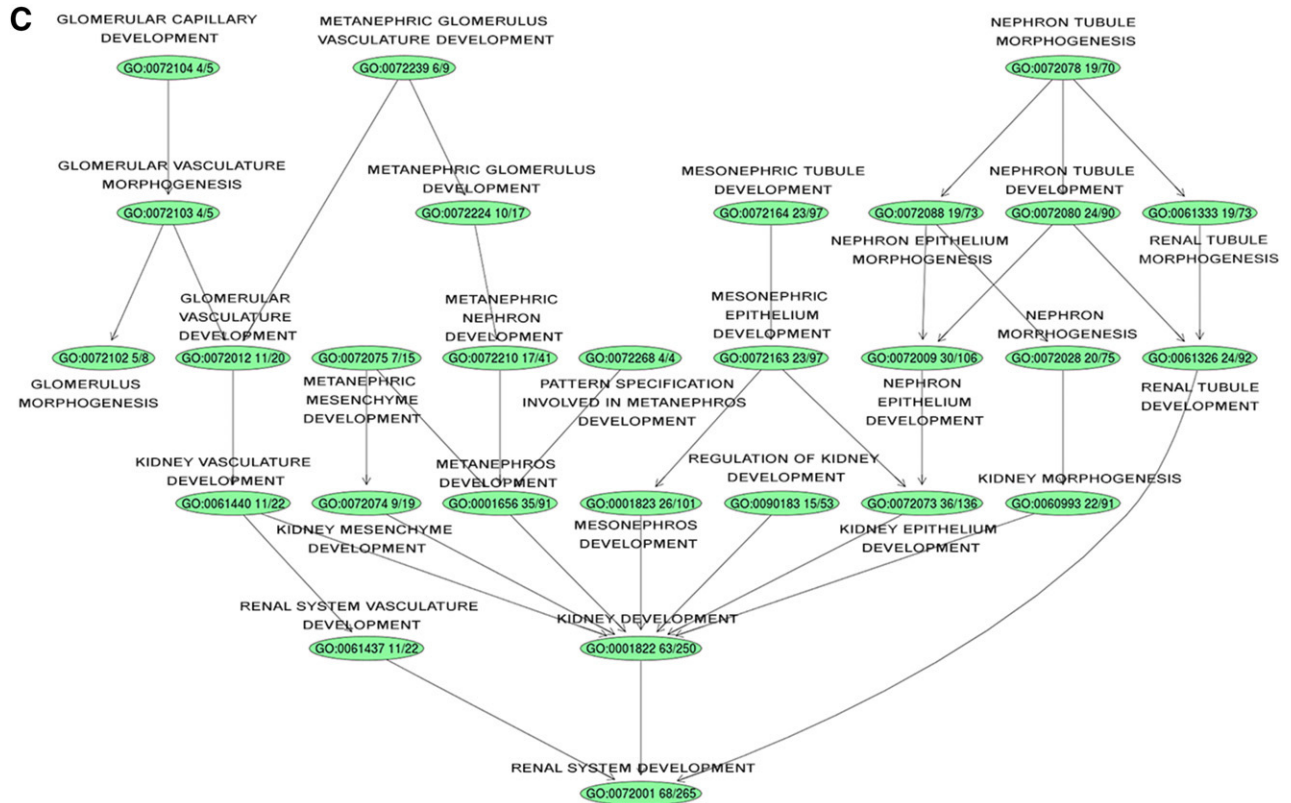 C
GLOMERULAR CAPILLARY
DEVELOPMENT
GO:0072104 4/5
METANEPHRIC GLOMERULUS
VASCULATURE DEVELOPMENT
GO:0072239 6/9
NEPHRON TUBULE
MORPHOGENESIS
GO:0072078 19/70
GLOMERULAR VASCULATURE
MORPHOGENESIS
GO:0072103 4/5
METANEPHRIC GLOMERULUS
DEVELOPMENT
GO:0072224 10/17
MESONEPHRIC TUBULE
DEVELOPMENT
GO:0072164 23/97
GO:0072088 19/73
NEPHRON EPITHELIUM
MORPHOGENESIS
NEPHRON TUBULE
DEVELOPMENT
GO:0072080 24/90
GO:0061333 19/73
RENAL TUBULE
MORPHOGENESIS
GO:0072102 5/8
GLOMERULUS
MORPHOGENESIS
GLOMERULAR
VASCULATURE
DEVELOPMENT
GO:0072012 11/20
GO:0072075 7/15
METANEPHRIC
MESENCHYME
DEVELOPMENT
METANEPHRIC
NEPHRON
DEVELOPMENT
GO:0072210 17/41
GO:0072268 4/4
PATTERN SPECIFICATION
INVOLVED IN METANEPHROS
DEVELOPMENT
MESONEPHRIC
EPITHELIUM
DEVELOPMENT
GO:0072163 23/97
GO:0072009 30/106
NEPHRON
EPITHELIUM
DEVELOPMENT
NEPHRON
MORPHOGENESIS
GO:0072028 20/75
GO:0061326 24/92
RENAL TUBULE
DEVELOPMENT
KIDNEY VASCULATURE
DEVELOPMENT
GO:0061440 11/22
GO:0072074 9/19
KIDNEY MESENCHYME
DEVELOPMENT
METANEPHROS
DEVELOPMENT
GO:0001656 35/91
GO:0001823 26/101
MESONEPHROS
DEVELOPMENT
REGULATION OF KIDNEY
DEVELOPMENT
GO:0090183 15/53
GO:0072073 36/136
KIDNEY EPITHELIUM
DEVELOPMENT
KIDNEY MORPHOGENESIS
GO:0060993 22/91
RENAL SYSTEM VASCULATURE
DEVELOPMENT
GO:0061437 11/22
KIDNEY DEVELOPMENT
GO:0001822 63/250
RENAL SYSTEM DEVELOPMENT
GO:0072001 68/265